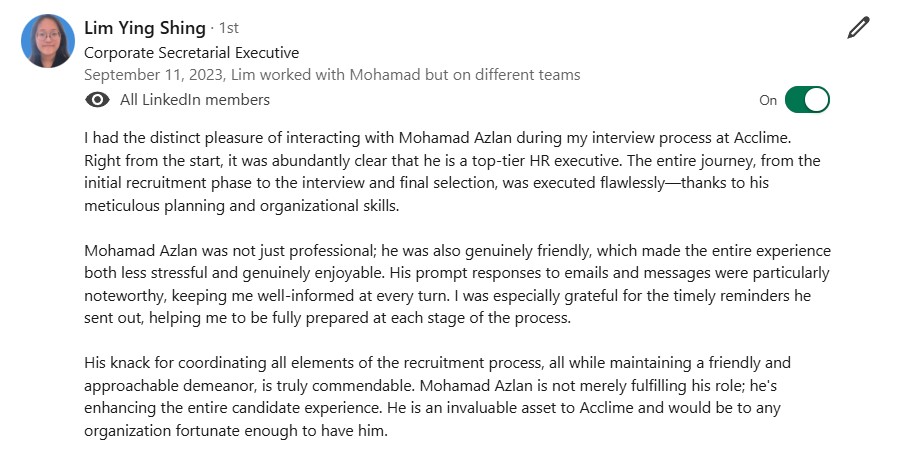 Lim Ying Shing · 1st
Corporate Secretarial Executive
September 11, 2023, Lim worked with Mohamad but on different teams
All LinkedIn members
On
I had the distinct pleasure of interacting with Mohamad Azlan during my interview process at Acclime.
Right from the start, it was abundantly clear that he is a top-tier HR executive. The entire journey, from the
initial recruitment phase to the interview and final selection, was executed flawlessly—thanks to his
meticulous planning and organizational skills.
Mohamad Azlan was not just professional; he was also genuinely friendly, which made the entire experience
both less stressful and genuinely enjoyable. His prompt responses to emails and messages were particularly
noteworthy, keeping me well-informed at every turn. I was especially grateful for the timely reminders he
sent out, helping me to be fully prepared at each stage of the process.
His knack for coordinating all elements of the recruitment process, all while maintaining a friendly and
approachable demeanor, is truly commendable. Mohamad Azlan is not merely fulfilling his role; he's
enhancing the entire candidate experience. He is an invaluable asset to Acclime and would be to any
organization fortunate enough to have him.